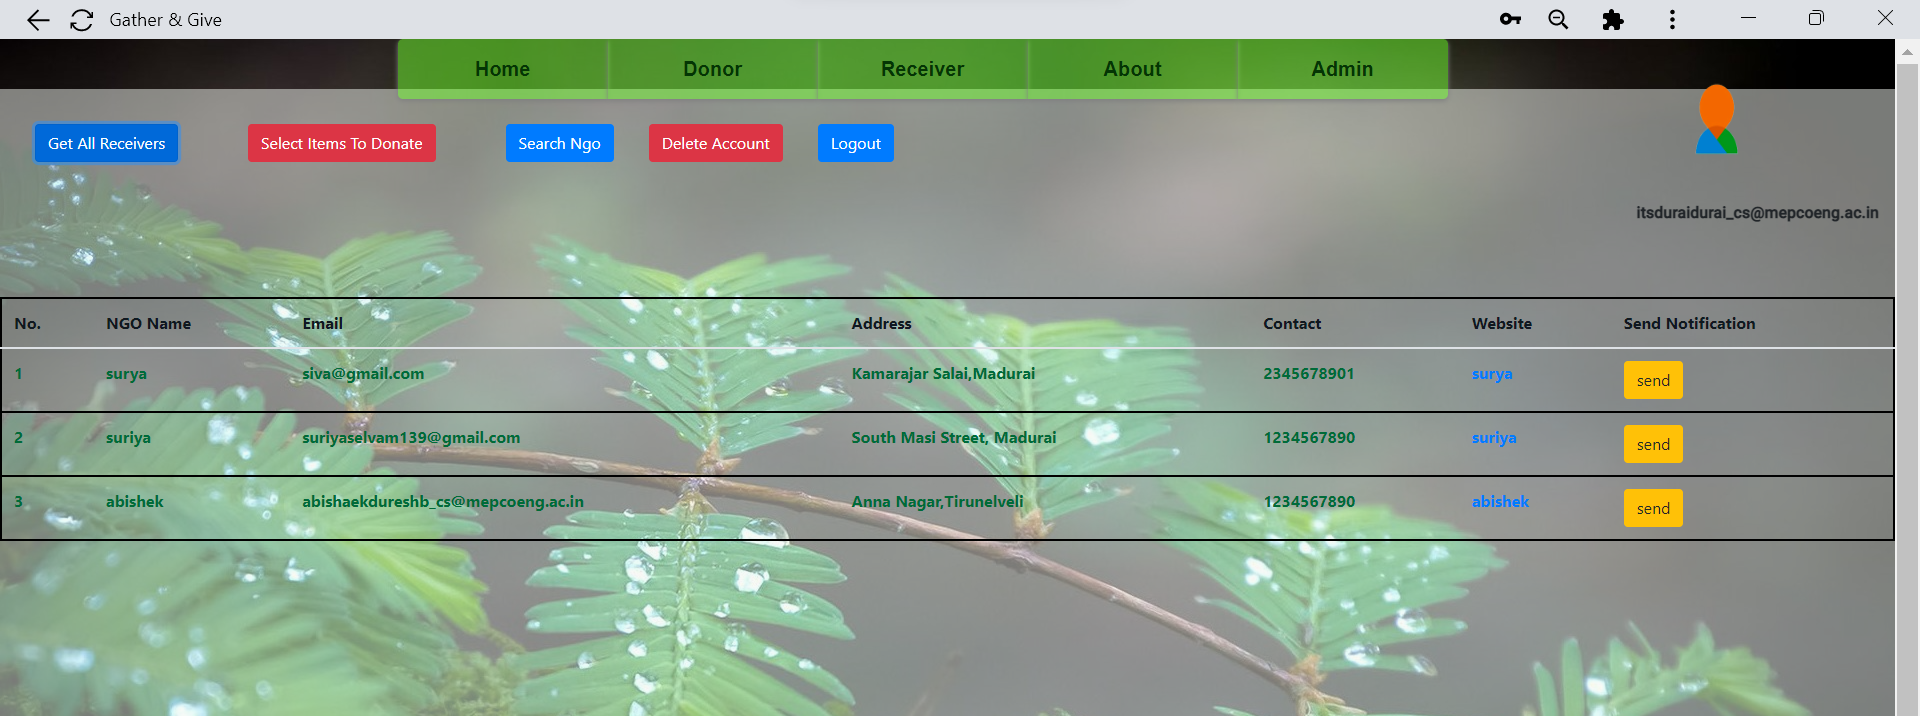 Gather & Give
Home Donor Receiver About Admin
Get All Receivers Select Items To Donate Search Ngo Delete Account Logout
itsduraidurai_cs@mepcoeng.ac.in
No. NGO Name Email Address Contact Website Send Notification
1 surya siva@gmail.com Kamarajar Salai,Madurai 2345678901 surya send
2 suriya suriyaselvam139@gmail.com South Masi Street, Madurai 1234567890 suriya send
3 abishek abishaekdureshb_cs@mepcoeng.ac.in Anna Nagar,Tirunelveli 1234567890 abishek send